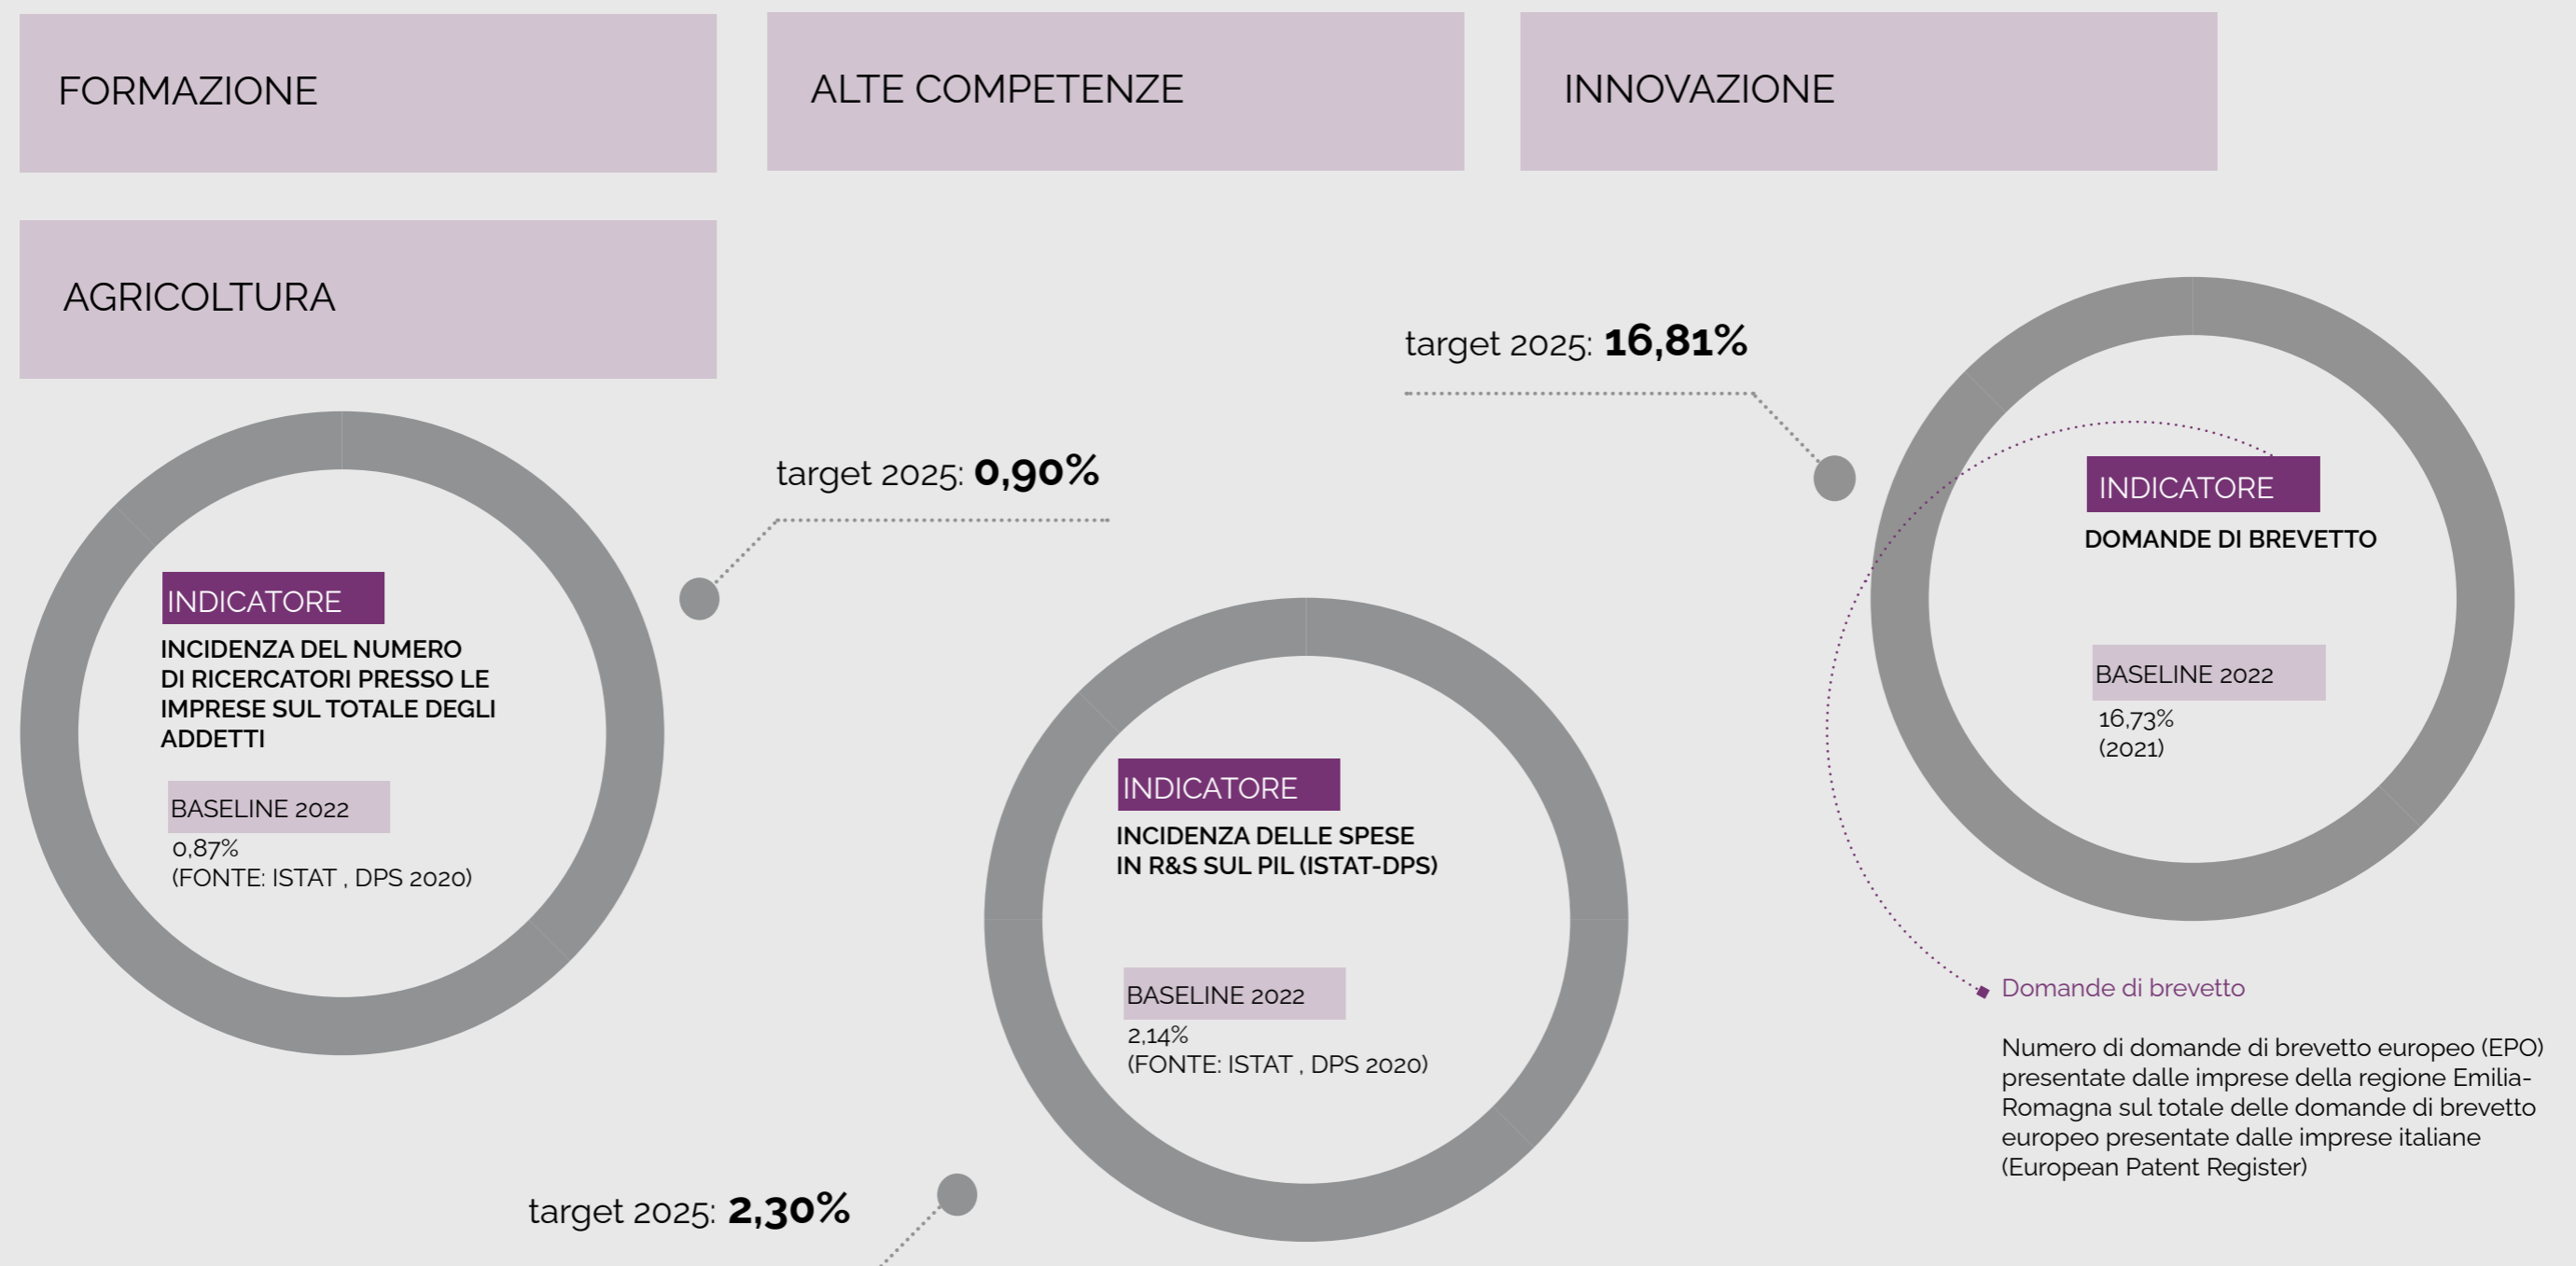 FORMAZIONE
ALTE COMPETENZE
INNOVAZIONE
AGRICOLTURA
target 2025: 0,90%
INDICATORE
INCIDENZA DEL NUMERO
DI RICERCATORI PRESSO LE
IMPRESE SUL TOTALE DEGLI
ADDETTI
BASELINE 2022
0,87%
(FONTE: ISTAT , DPS 2020)
target 2025: 2,30%
INDICATORE
INCIDENZA DELLE SPESE
IN R&S SUL PIL (ISTAT-DPS)
BASELINE 2022
2,14%
(FONTE: ISTAT , DPS 2020)
target 2025: 16,81%
INDICATORE
DOMANDE DI BREVETTO
BASELINE 2022
16,73%
(2021)
Domande di brevetto
Numero di domande di brevetto europeo (EPO)
presentate dalle imprese della regione Emilia-
Romagna sul totale delle domande di brevetto
europeo presentate dalle imprese italiane
(European Patent Register)